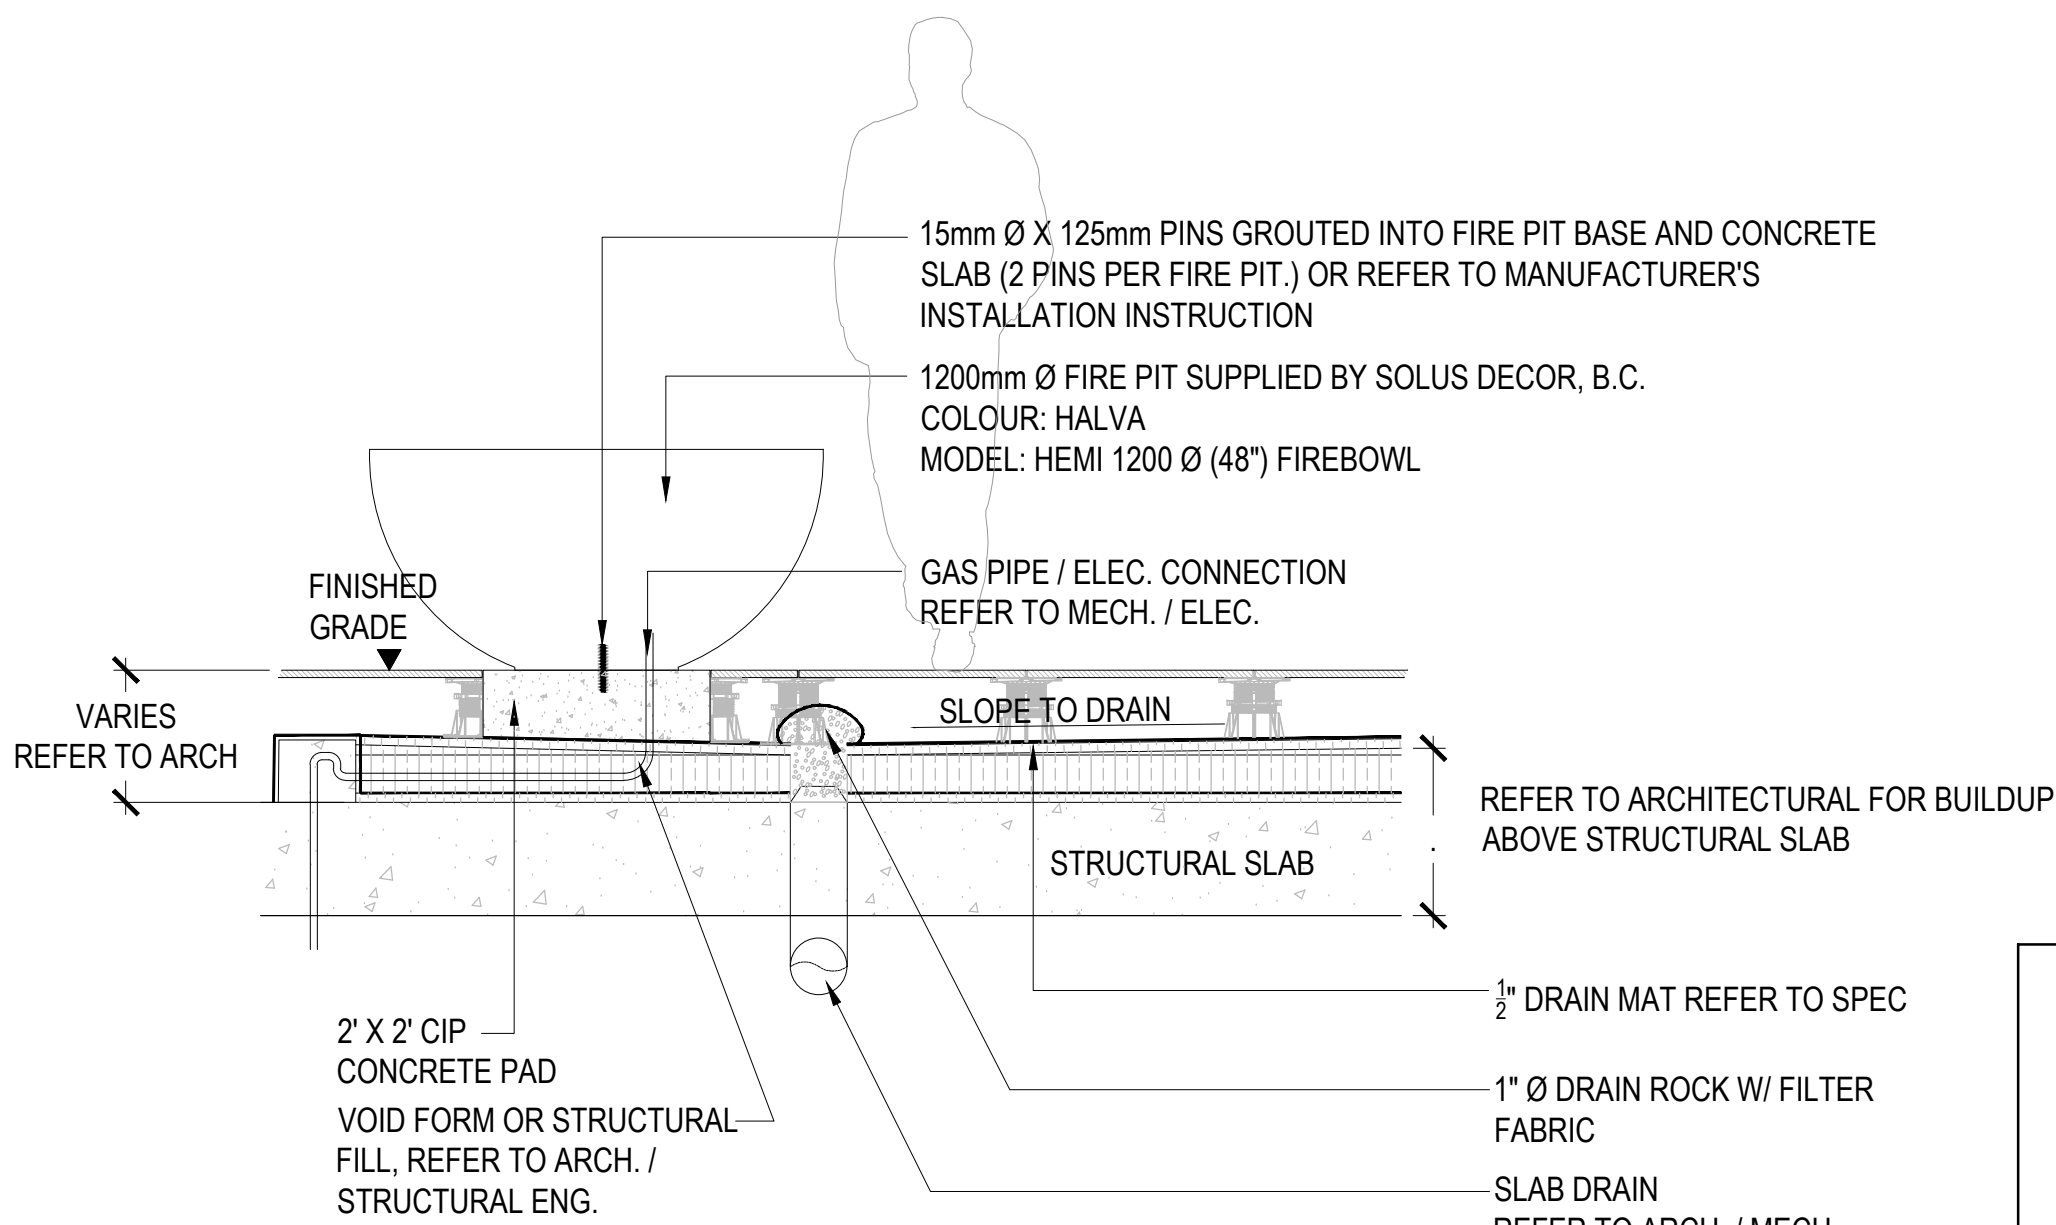 15mm Ø X 125mm PINS GROUTED INTO FIRE PIT BASE AND CONCRETE
SLAB (2 PINS PER FIRE PIT.) OR REFER TO MANUFACTURER'S
INSTALLATION INSTRUCTION
1200mm Ø FIRE PIT SUPPLIED BY SOLUS DECOR, B.C.
COLOUR: HALVA
MODEL: HEMI 1200 Ø (48") FIREBOWL
GAS PIPE / ELEC. CONNECTION
REFER TO MECH. / ELEC.
FINISHED
GRADE
VARIES
REFER TO ARCH
SLOPE TO DRAIN
REFER TO ARCHITECTURAL FOR BUILDUP
ABOVE STRUCTURAL SLAB
STRUCTURAL SLAB
½" DRAIN MAT REFER TO SPEC
2' X 2' CIP
CONCRETE PAD
1" Ø DRAIN ROCK W/ FILTER
FABRIC
VOID FORM OR STRUCTURAL
FILL, REFER TO ARCH. /
STRUCTURAL ENG.
SLAB DRAIN
REFER TO ARCH. / MECH